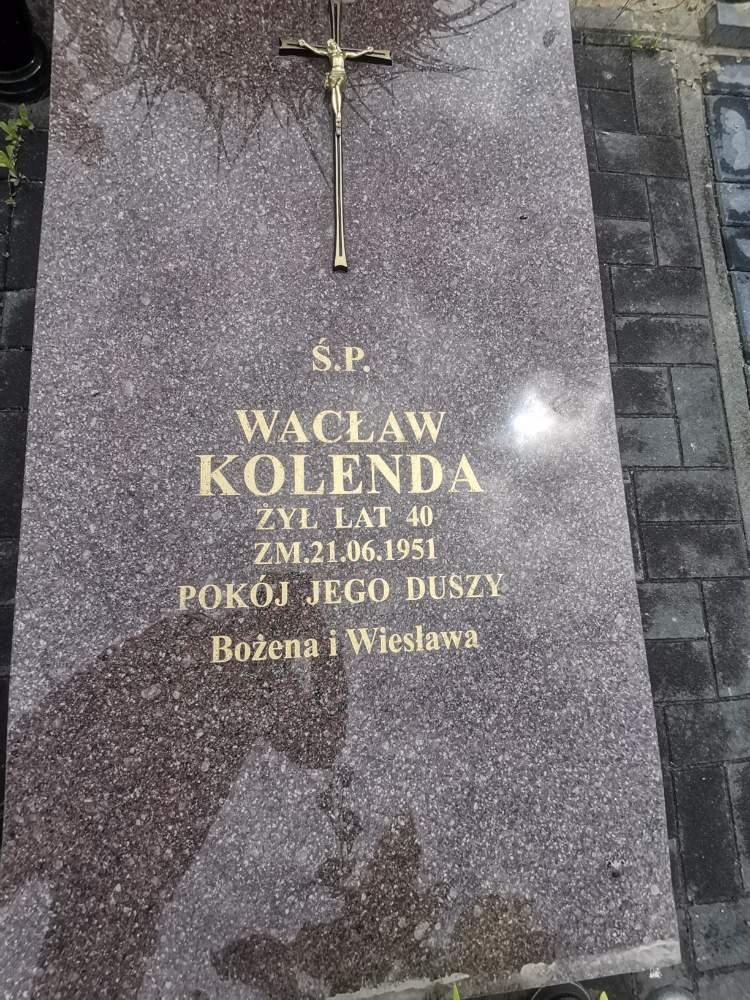 Ś.P.
WACŁAW
KOLENDA
ŻYŁ LAT 40
ZM.21.06.1951
POKÓJ JEGO DUSZY
Bożena i Wiesława